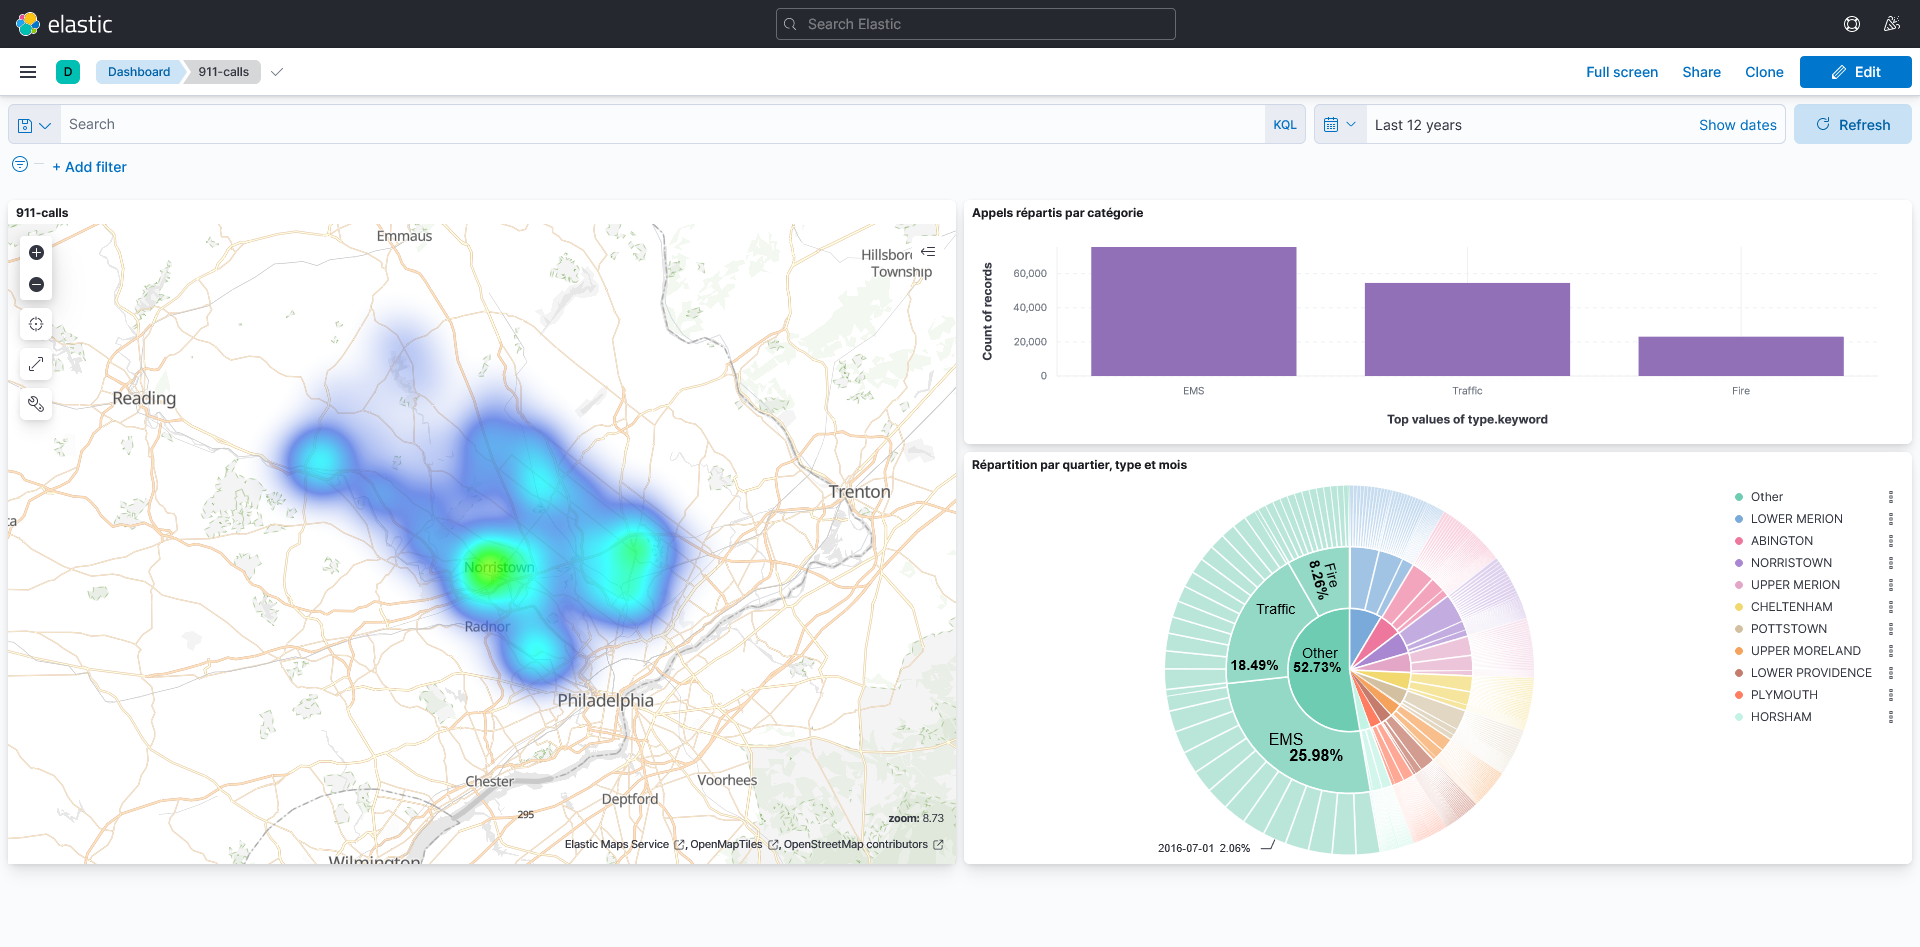 elastic
Search Elastic
D
Dashboard
911-calls
Full screen
Share
Clone
Edit
Search
KQL
Last 12 years
Show dates
Refresh
+ Add filter
911-calls
Emmaus
Township
Reading
Trenton
Norristown
Radnor
Philadelphia
Chester
Voorhees
Deptford
295
zoom: 8.73
Elastic Maps Service , OpenMapTiles , OpenStreetMap contributors
Wilmington
Appels répartis par catégorie
Count of records
60,000
40,000
20,000
0
EMS
Traffic
Fire
Top values of type.keyword
Répartition par quartier, type et mois
Fire
8.26%
Traffic
18.49%
Other
52.73%
EMS
25.98%
2016-07-01 2.06%
Other
LOWER MERION
ABINGTON
NORRISTOWN
UPPER MERION
CHELTENHAM
POTTSTOWN
UPPER MORELAND
LOWER PROVIDENCE
PLYMOUTH
HORSHAM